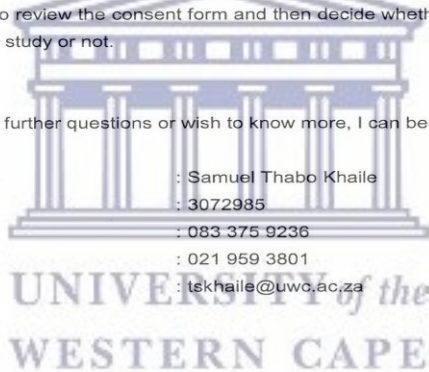 to review the consent form and then decide wheth
study or not.
further questions or wish to know more, I can be
: Samuel Thabo Khaile
: 3072985
: 083 375 9236
: 021 959 3801
: tskhaile@uwc.ac.za
UNIVERSITY of the
WESTERN CAPE